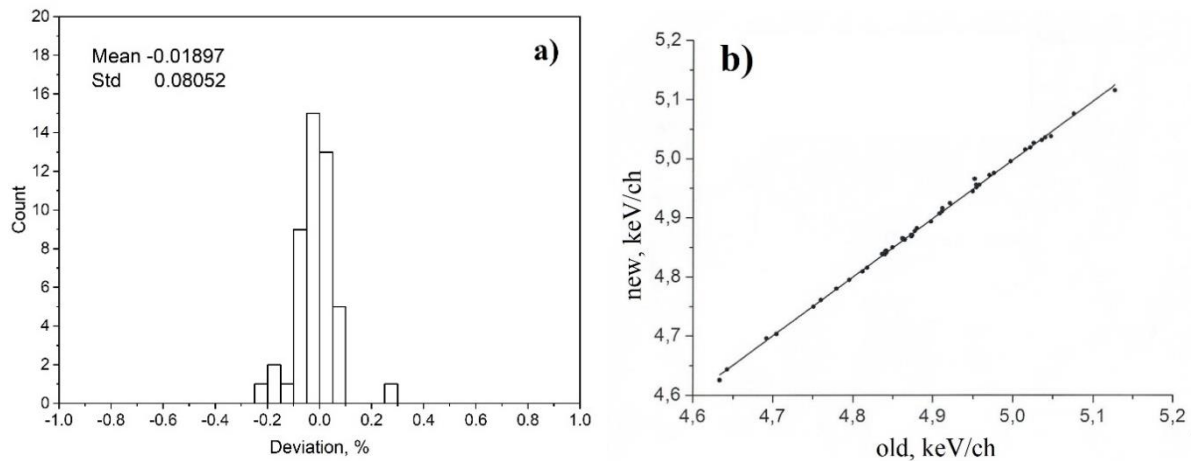 a)
Mean -0.01897
Std 0.08052
20
18
16
14
12
10
8
6
4
2
0
Count
-1.0 -0.8 -0.6 -0.4 -0.2 0.0 0.2 0.4 0.6 0.8 1.0
Deviation, %
b)
5,2
5,1
5,0
4,9
4,8
4,7
4,6
new, keV/ch
4,6 4,7 4,8 4,9 5,0 5,1 5,2
old, keV/ch